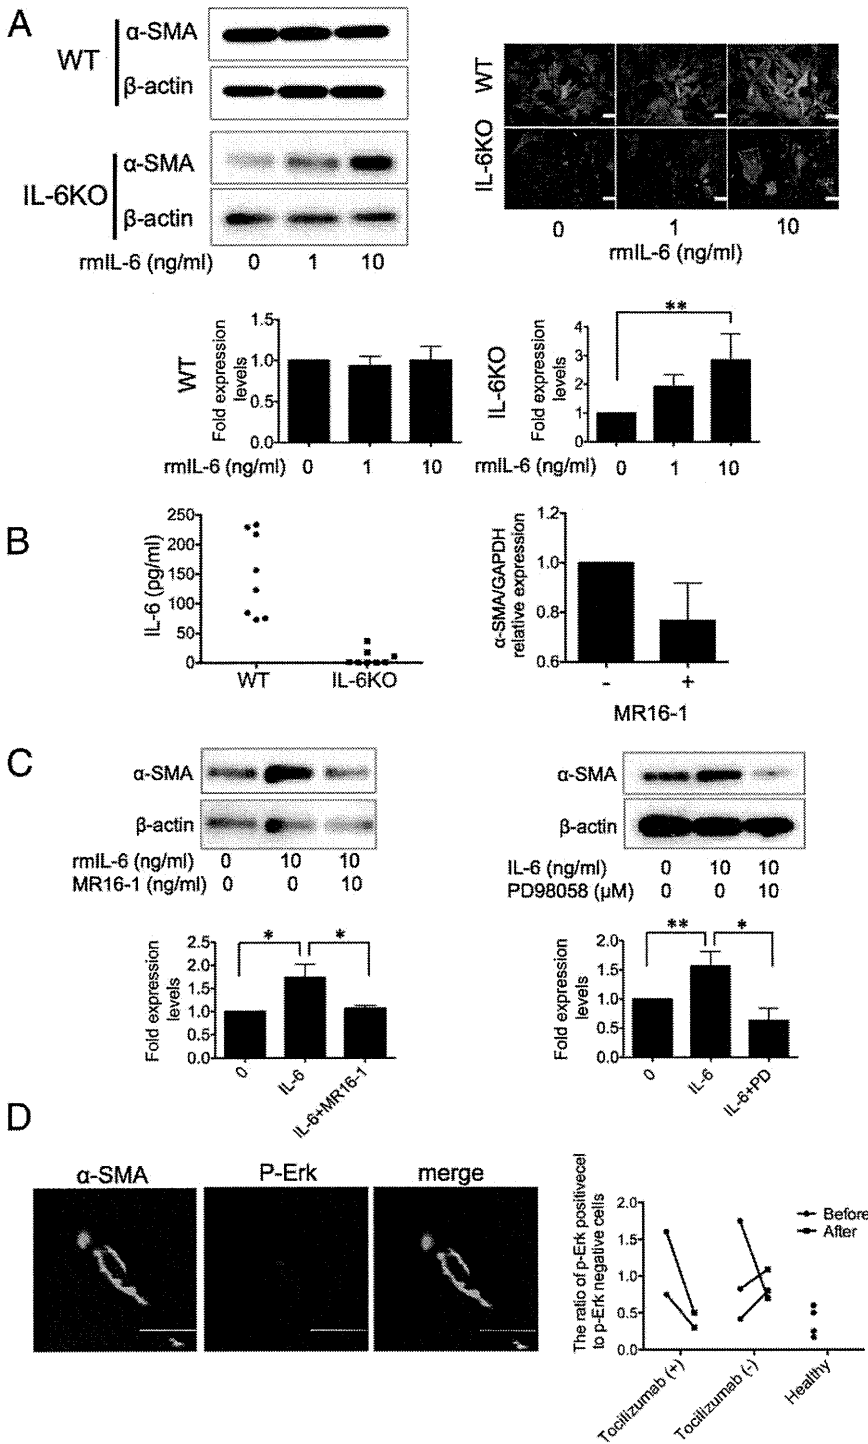 A
WT
α-SMA
β-actin
IL-6KO
α-SMA
β-actin
rmIL-6 (ng/ml) 0 1 10
WT
IL-6KO
0 1 10
rmIL-6 (ng/ml)
WT
Fold expression
levels
1.5
1.0
0.5
0.0
rmIL-6 (ng/ml) 0 1 10
IL-6KO
Fold expression
levels
4
3
2
1
0
**
rmIL-6 (ng/ml) 0 1 10
B
IL-6 (pg/ml)
250
200
150
100
50
0
WT IL-6KO
α-SMA/GAPDH
relative expression
1.2
1.0
0.8
0.6
- +
MR16-1
C
α-SMA
β-actin
rmIL-6 (ng/ml) 0 10 10
MR16-1 (ng/ml) 0 0 10
α-SMA
β-actin
IL-6 (ng/ml) 0 10 10
PD98058 (μM) 0 0 10
Fold expression
levels
2.5
2.0
1.5
1.0
0.5
0.0
* *
0 IL-6 IL-6+MR16-1
Fold expression
levels
2.0
1.5
1.0
0.5
0.0
** *
0 IL-6 IL-6+PD
D
α-SMA P-Erk merge
The ratio of p-Erk positivecel
to p-Erk negative cells
2.0
1.5
1.0
0.5
0.0
Before
After
Tocilizumab (+) Tocilizumab (-) Healthy